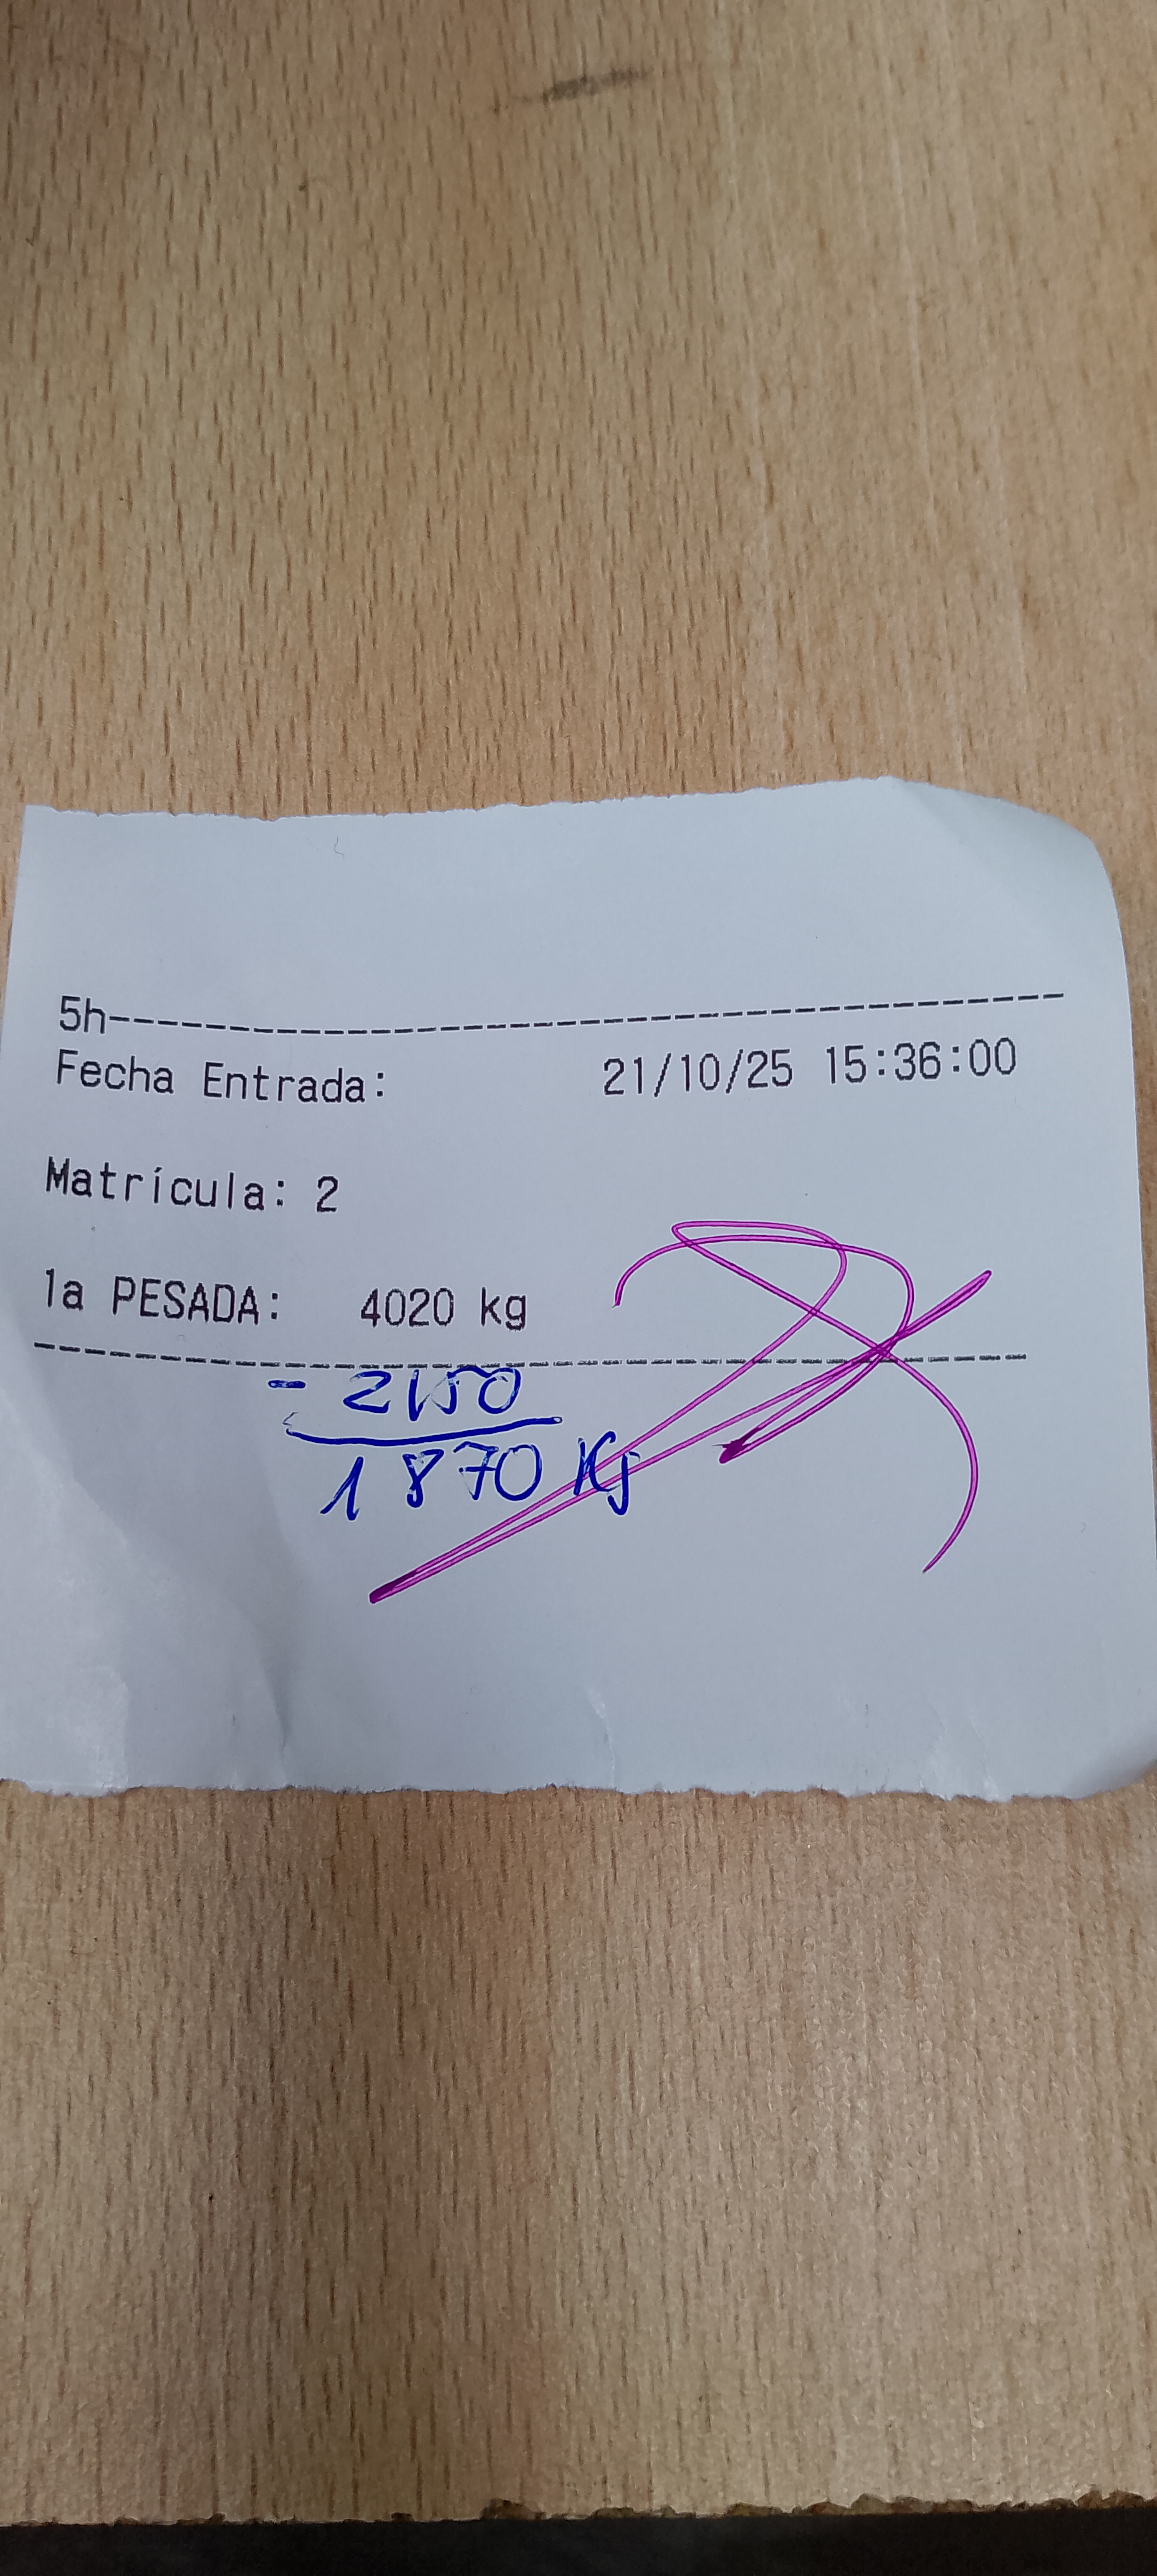 5h------------------------------
Fecha Entrada: 21/10/25 15:36:00
Matrícula: 2
1a PESADA: 4020 kg
- 2150
1870 Kg